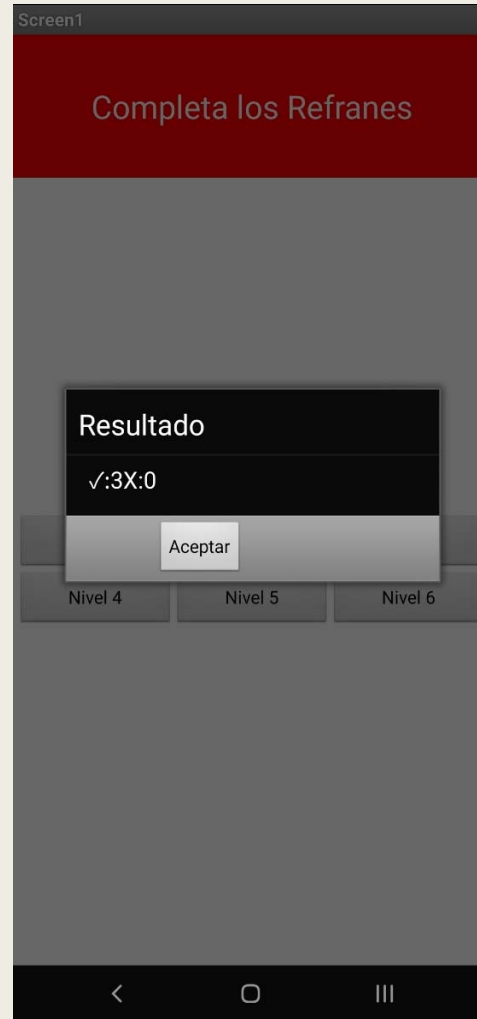 Screen1
Completa los Refranes
Resultado
✓:3X:0
Aceptar
Nivel 4 Nivel 5 Nivel 6